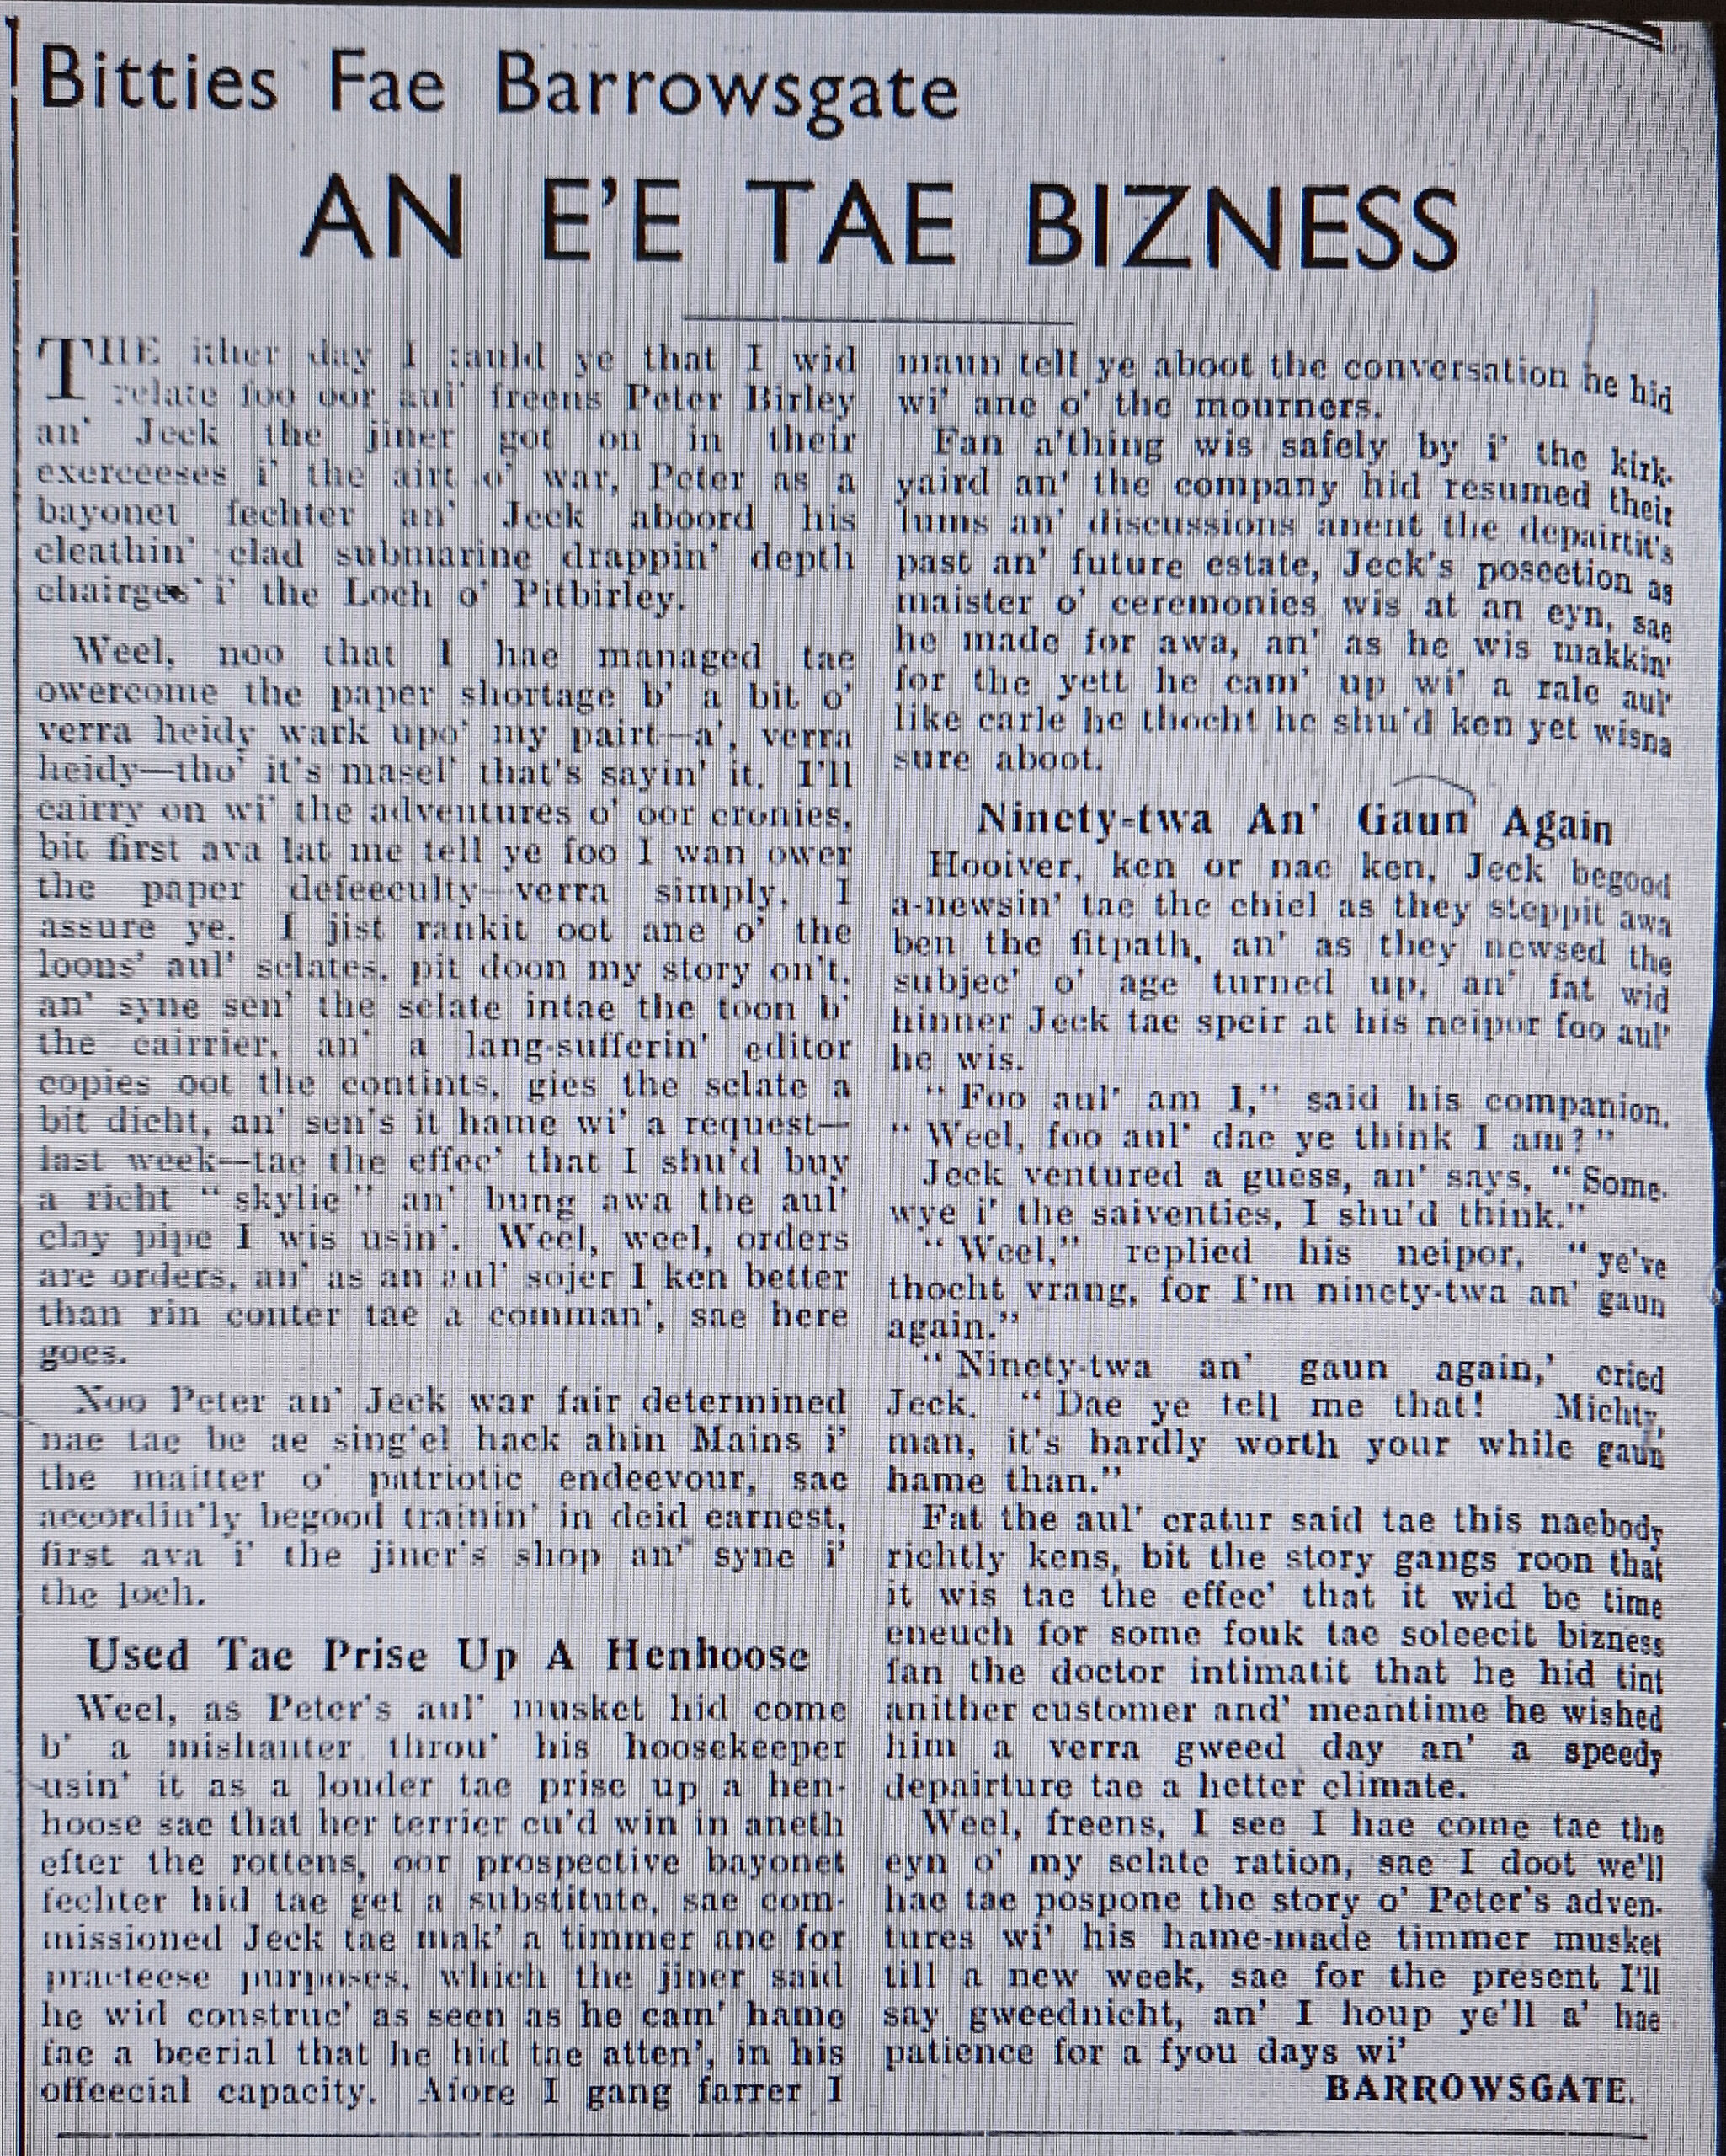 Bitties Fae Barrowsgate
AN E'E TAE BIZNESS
THE ither day I tauld ye that I wid
relate foo oor aul' freens Peter Birley
an' Jeck the jiner got on in their
exerceeses i' the airt o' war, Peter as a
bayonet fechter an' Jeck aboord his
cleathin' clad submarine drappin' depth
chairges i' the Loch o' Pitbirley.
Weel, noo that I hae managed tae
owercome the paper shortage b' a bit o'
verra heidy wark upo' my pairt—a', verra
heidy—tho' it's masel' that's sayin' it, I'll
cairry on wi' the adventures o' oor cronies,
bit first ava lat me tell ye foo I wan ower
the paper defeeculty—verra simply, I
assure ye. I jist rankit oot ane o' the
loons' aul' sclates, pit doon my story on't,
an' syne sen' the sclate intae the toon b'
the cairrier, an' a lang-sufferin' editor
copies oot the contints, gies the sclate a
bit dicht, an' sen's it hame wi' a request—
last week—tae the effec' that I shu'd buy
a richt "skylie" an' bung awa the aul'
clay pipe I wis usin'. Weel, weel, orders
are orders, an' as an aul' sojer I ken better
than rin conter tae a comman', sae here
goes.
Noo Peter an' Jeck war fair determined
nae tae be ae sing'el hack ahin Mains i'
the maitter o' patriotic endeevour, sae
accordin'ly begood trainin' in deid earnest,
first ava i' the jiner's shop an' syne i'
the loch.
Used Tae Prise Up A Henhoose
Weel, as Peter's aul' musket hid come
b' a mishanter throu' his hoosekeeper
usin' it as a louder tae prise up a hen-
hoose sae that her terrier cu'd win in aneth
efter the rottens, oor prospective bayonet
fechter hid tae get a substitute, sae com-
missioned Jeck tae mak' a timmer ane for
practeese purposes, which the jiner said
he wid construc' as seen as he cam' hame
fae a beerial that he hid tae atten', in his
offeecial capacity. Afore I gang farrer I
maun tell ye aboot the conversation he hid
wi' ane o' the mourners.
Fan a'thing wis safely by i' the kirk-
yaird an' the company hid resumed their
lums an' discussions anent the depairtit's
past an' future estate, Jeck's poseetion as
maister o' ceremonies wis at an eyn, sae
he made for awa, an' as he wis makkin'
for the yett he cam' up wi' a rale aul'
like carle he thocht he shu'd ken yet wisna
sure aboot.
Ninety-twa An' Gaun Again
Hooiver, ken or nae ken, Jeck begood
a-newsin' tae the chiel as they steppit awa
ben the fitpath, an' as they newsed the
subjec' o' age turned up, an' fat wid
hinner Jeck tae speir at his neipor foo aul'
he wis.
"Foo aul' am I," said his companion.
"Weel, foo aul' dae ye think I am?"
Jeck ventured a guess, an' says, "Some-
wye i' the saiventies, I shu'd think."
"Weel," replied his neipor, "ye've
thocht vrang, for I'm ninety-twa an' gaun
again."
"Ninety-twa an' gaun again,' cried
Jeck. "Dae ye tell me that! Michty,
man, it's hardly worth your while gaun
hame than."
Fat the aul' cratur said tae this naebody
richtly kens, bit the story gangs roon that
it wis tae the effec' that it wid be time
eneuch for some fouk tae soleecit bizness
fan the doctor intimatit that he hid tint
anither customer and' meantime he wished
him a verra gweed day an' a speedy
depairture tae a hetter climate.
Weel, freens, I see I hae come tae the
eyn o' my sclate ration, sae I doot we'll
hae tae pospone the story o' Peter's adven-
tures wi' his hame-made timmer musket
till a new week, sae for the present I'll
say gweednicht, an' I houp ye'll a' hae
patience for a fyou days wi'
BARROWSGATE.